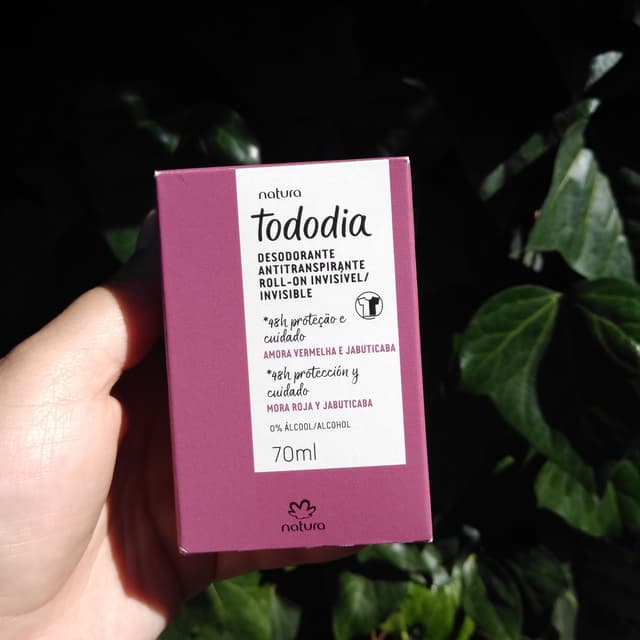 natura
tododia
DESODORANTE
ANTITRANSPIRANTE
ROLL-ON INVISÍVEL/
INVISIBLE
*48h proteção e
cuidado
AMORA VERMELHA E JABUTICABA
*48h protección y
cuidado
MORA ROJA Y JABUTICABA
0% ÁLCOOL/ALCOHOL
70ml
natura